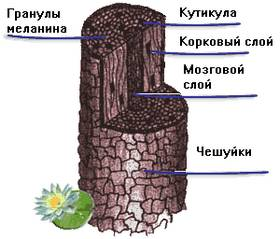 Гранулы
меланина
Кутикула
Корковый слой
Мозговой
слой
Чешуйки